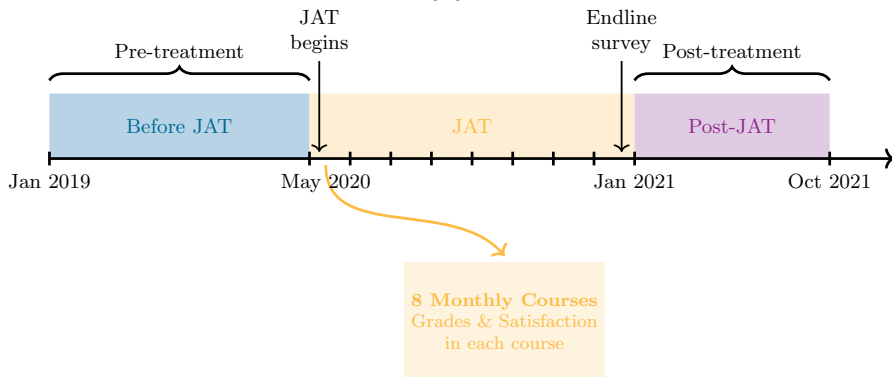 JAT
begins
Endline
survey
Pre-treatment
Post-treatment
Before JAT
JAT
Post-JAT
Jan 2019
May 2020
Jan 2021
Oct 2021
8 Monthly Courses
Grades & Satisfaction
in each course